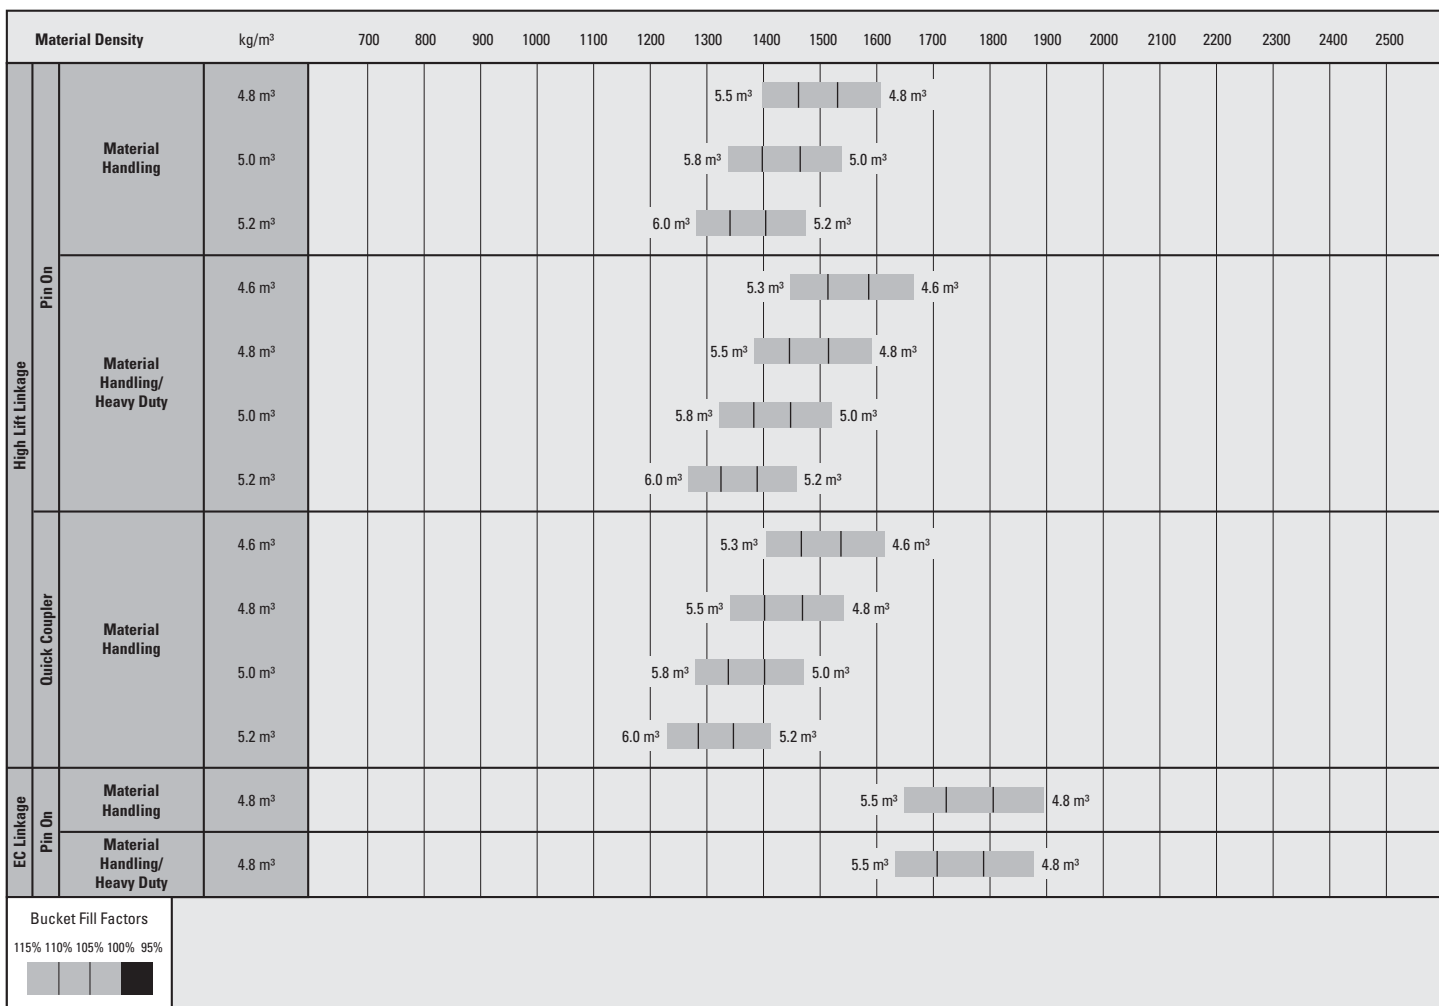 Material Density kg/m³ 700 800 900 1000 1100 1200 1300 1400 1500 1600 1700 1800 1900 2000 2100 2200 2300 2400 2500
High Lift Linkage
Pin On
Material
Handling
4.8 m³ 5.5 m³ 4.8 m³
5.0 m³ 5.8 m³ 5.0 m³
5.2 m³ 6.0 m³ 5.2 m³
Material
Handling/
Heavy Duty
4.6 m³ 5.3 m³ 4.6 m³
4.8 m³ 5.5 m³ 4.8 m³
5.0 m³ 5.8 m³ 5.0 m³
5.2 m³ 6.0 m³ 5.2 m³
Quick Coupler
Material
Handling
4.6 m³ 5.3 m³ 4.6 m³
4.8 m³ 5.5 m³ 4.8 m³
5.0 m³ 5.8 m³ 5.0 m³
5.2 m³ 6.0 m³ 5.2 m³
EC Linkage
Pin On
Material
Handling
4.8 m³ 5.5 m³ 4.8 m³
Material
Handling/
Heavy Duty
4.8 m³ 5.5 m³ 4.8 m³
Bucket Fill Factors
115% 110% 105% 100% 95%